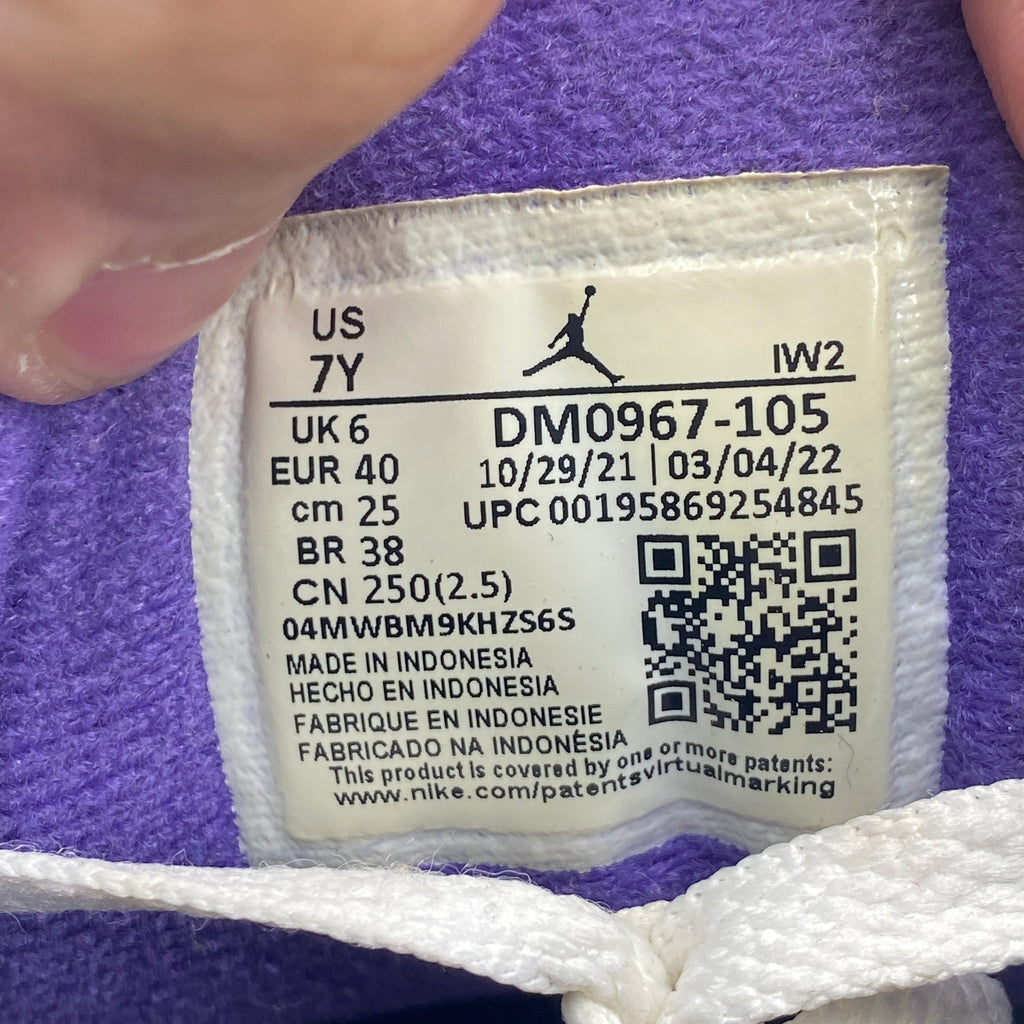 US
7Y
IW2
UK 6
DM0967-105
EUR 40
10/29/21 | 03/04/22
cm 25
UPC 00195869254845
BR 38
CN 250(2.5)
04MWBM9KHZS6S
MADE IN INDONESIA
HECHO EN INDONESIA
FABRIQUE EN INDONESIE
FABRICADO NA INDONÉSIA
This product is covered by one or more patents:
www.nike.com/patentsvirtualmarking